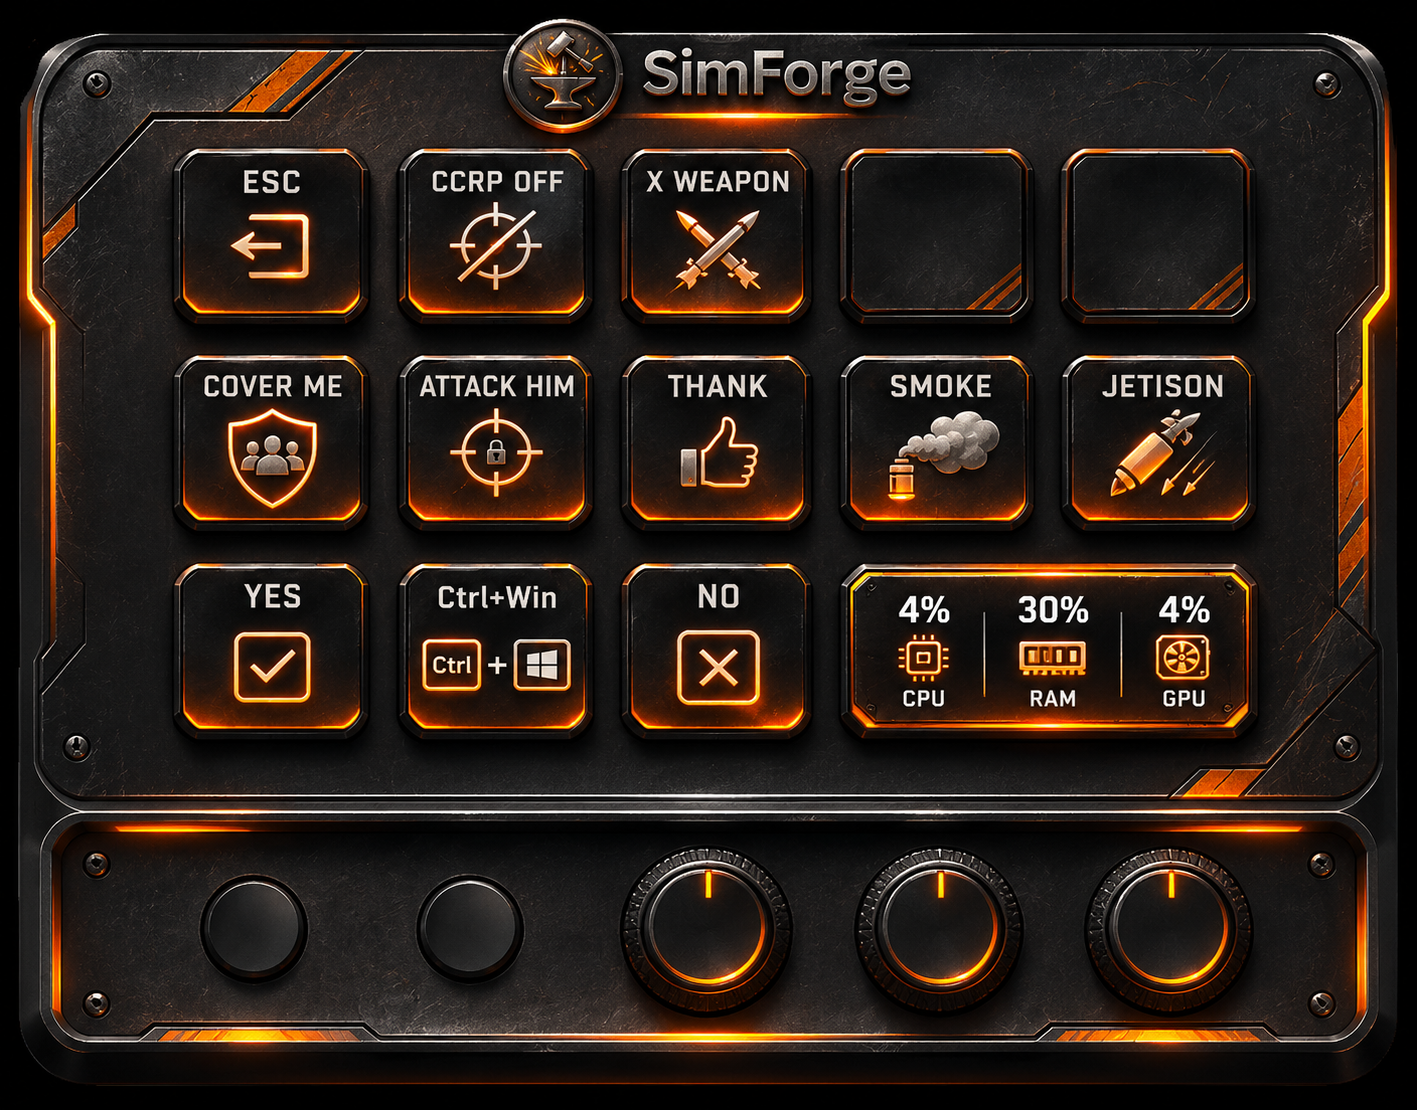 SimForge
ESC
CCRP OFF
X WEAPON
COVER ME
ATTACK HIM
THANK
SMOKE
JETISON
YES
Ctrl+Win
Ctrl +
NO
4% 30% 4%
CPU RAM GPU